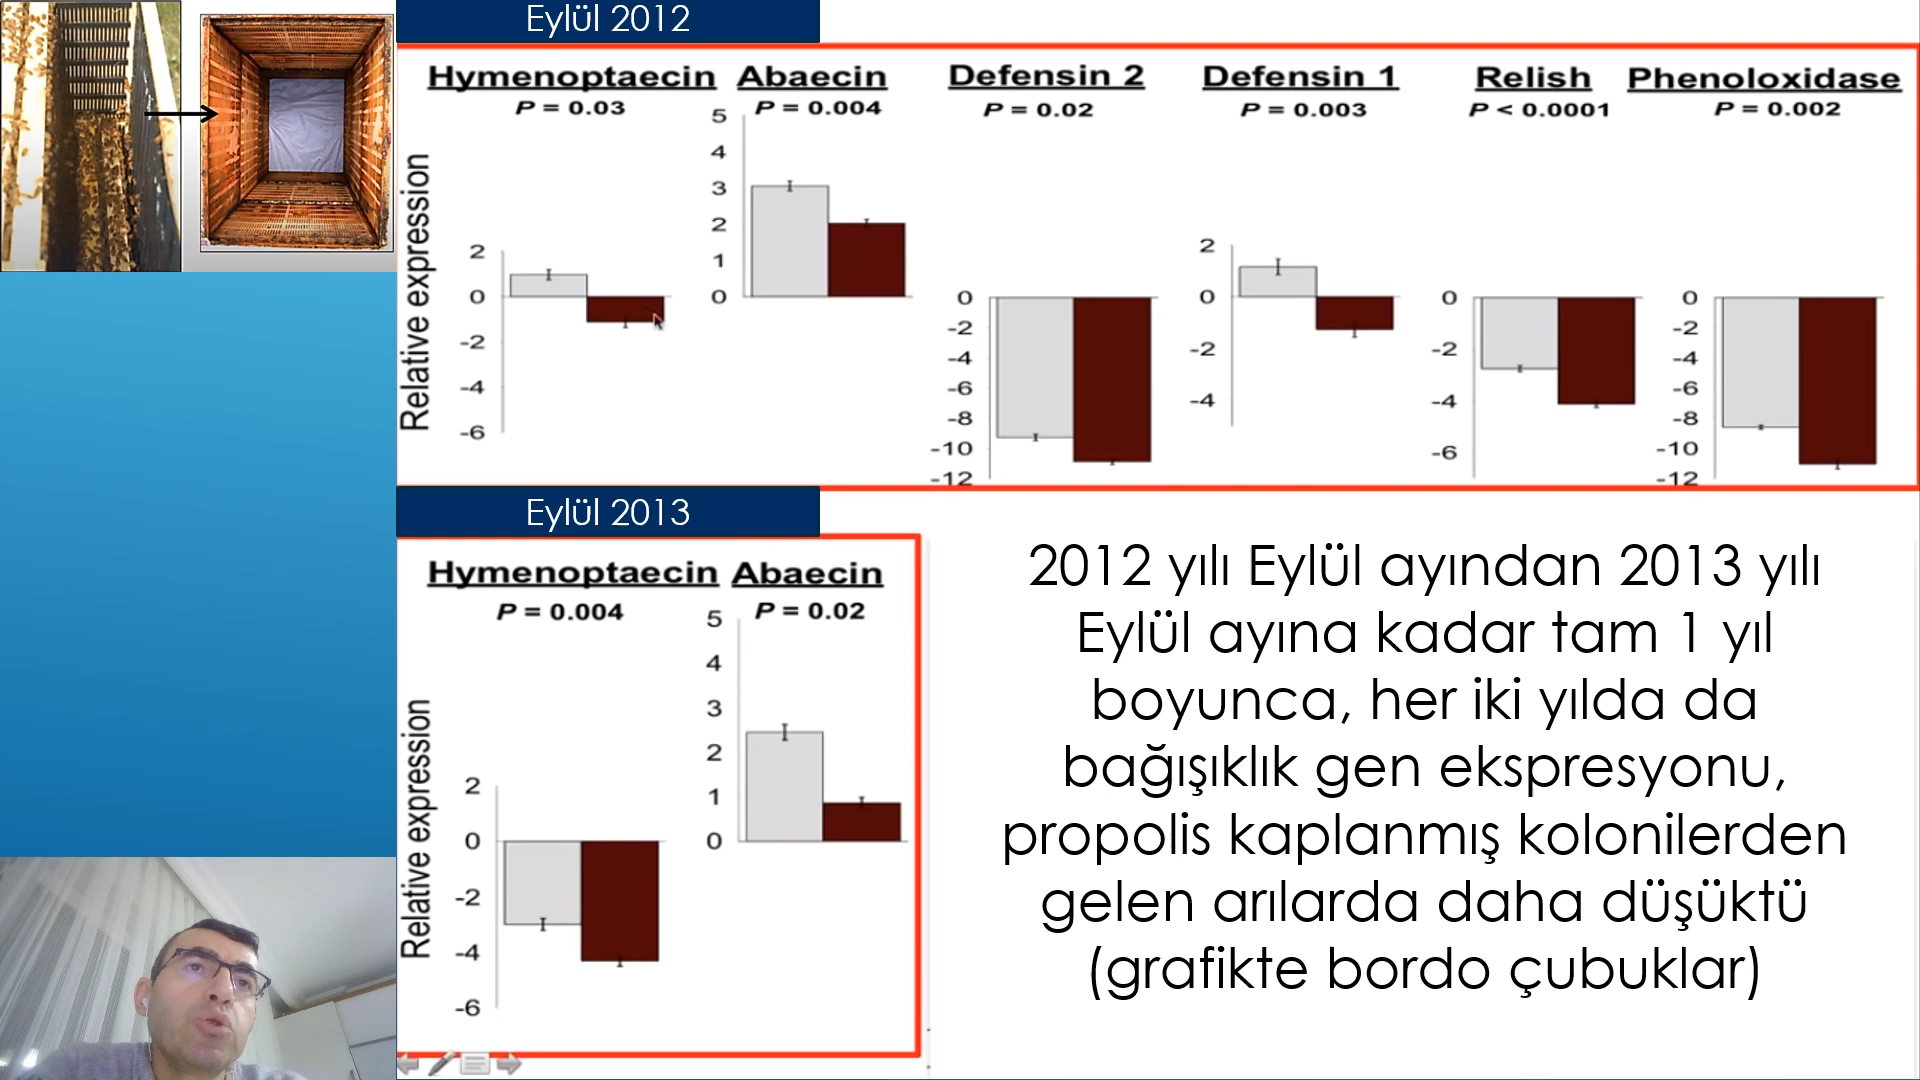 Eylül 2012
Hymenoptaecin Abaecin Defensin 2 Defensin 1 Relish Phenoloxidase
P = 0.03 P = 0.004 P = 0.02 P = 0.003 P < 0.0001 P = 0.002
Relative expression
2
0
-2
-4
-6
5
4
3
2
1
0
0
-2
-4
-6
-8
-10
-12
2
0
-2
-4
0
-2
-4
-6
0
-2
-4
-6
-8
-10
-12
Eylül 2013
Hymenoptaecin Abaecin
P = 0.004 P = 0.02
Relative expression
2
0
-2
-4
-6
5
4
3
2
1
0
2012 yılı Eylül ayından 2013 yılı
Eylül ayına kadar tam 1 yıl
boyunca, her iki yılda da
bağışıklık gen ekspresyonu,
propolis kaplanmış kolonilerden
gelen arılarda daha düşüktü
(grafikte bordo çubuklar)